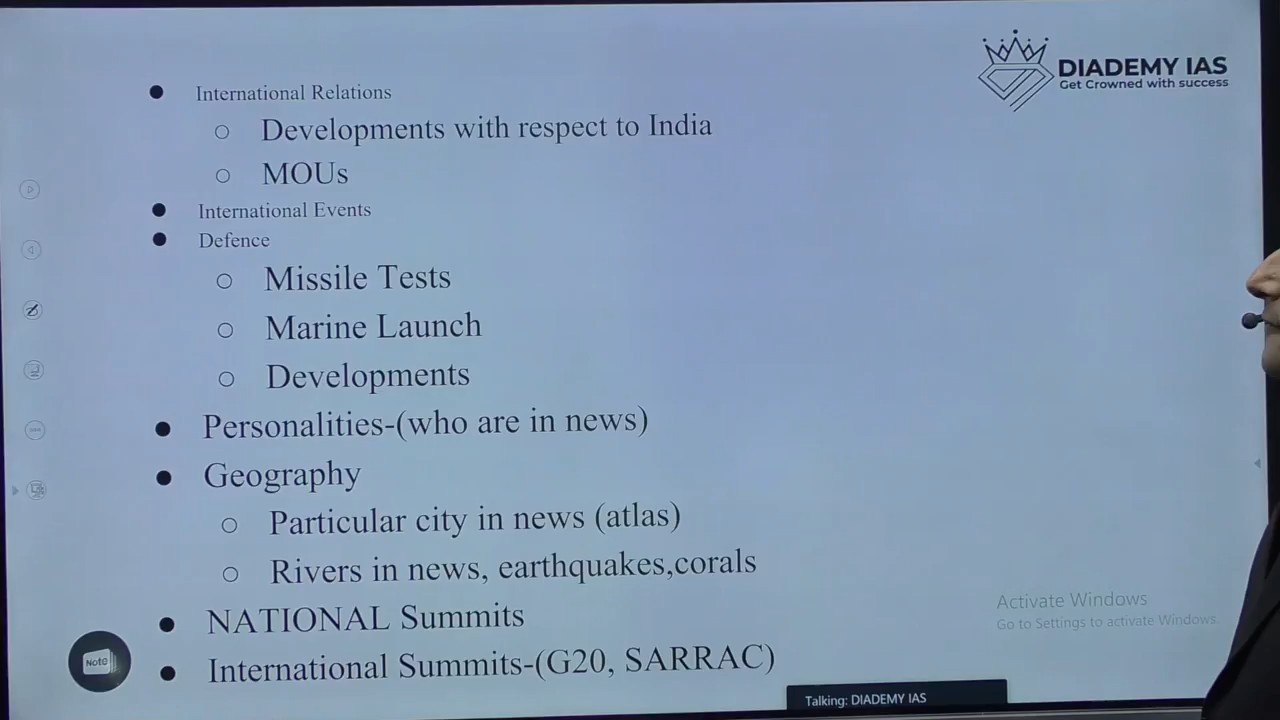 DIADEMY IAS
Get Crowned with success
● International Relations
○ Developments with respect to India
○ MOUs
● International Events
● Defence
○ Missile Tests
○ Marine Launch
○ Developments
● Personalities-(who are in news)
● Geography
○ Particular city in news (atlas)
○ Rivers in news, earthquakes,corals
● NATIONAL Summits
● International Summits-(G20, SARRAC)
Activate Windows
Go to Settings to activate Windows.
Note
Talking: DIADEMY IAS